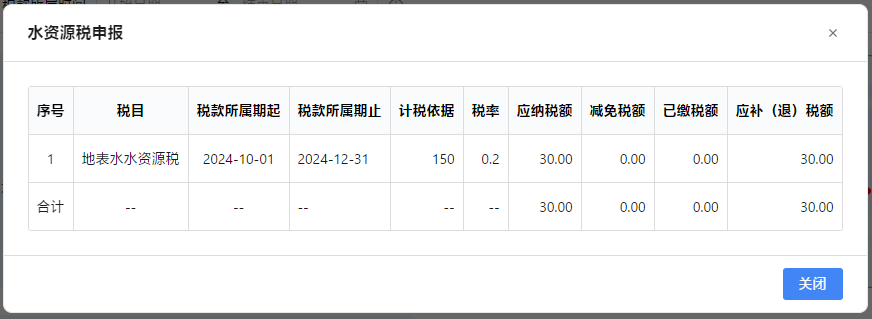 水资源税申报 ×
序号 税目 税款所属期起 税款所属期止 计税依据 税率 应纳税额 减免税额 已缴税额 应补（退）税额
1 地表水水资源税 2024-10-01 2024-12-31 150 0.2 30.00 0.00 0.00 30.00
合计 -- -- -- -- -- 30.00 0.00 0.00 30.00
关闭